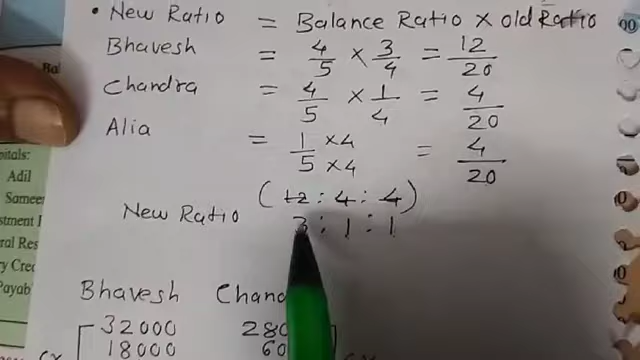 • New Ratio = Balance Ratio × old Ratio
Bhavesh = 4/5 × 3/4 = 12/20
Chandra = 4/5 × 1/4 = 4/20
Alia = 1/5 ×4 ×4 = 4/20
(12 : 4 : 4)
New Ratio 3 : 1 : 1
Bhavesh
32000
18000
Adil